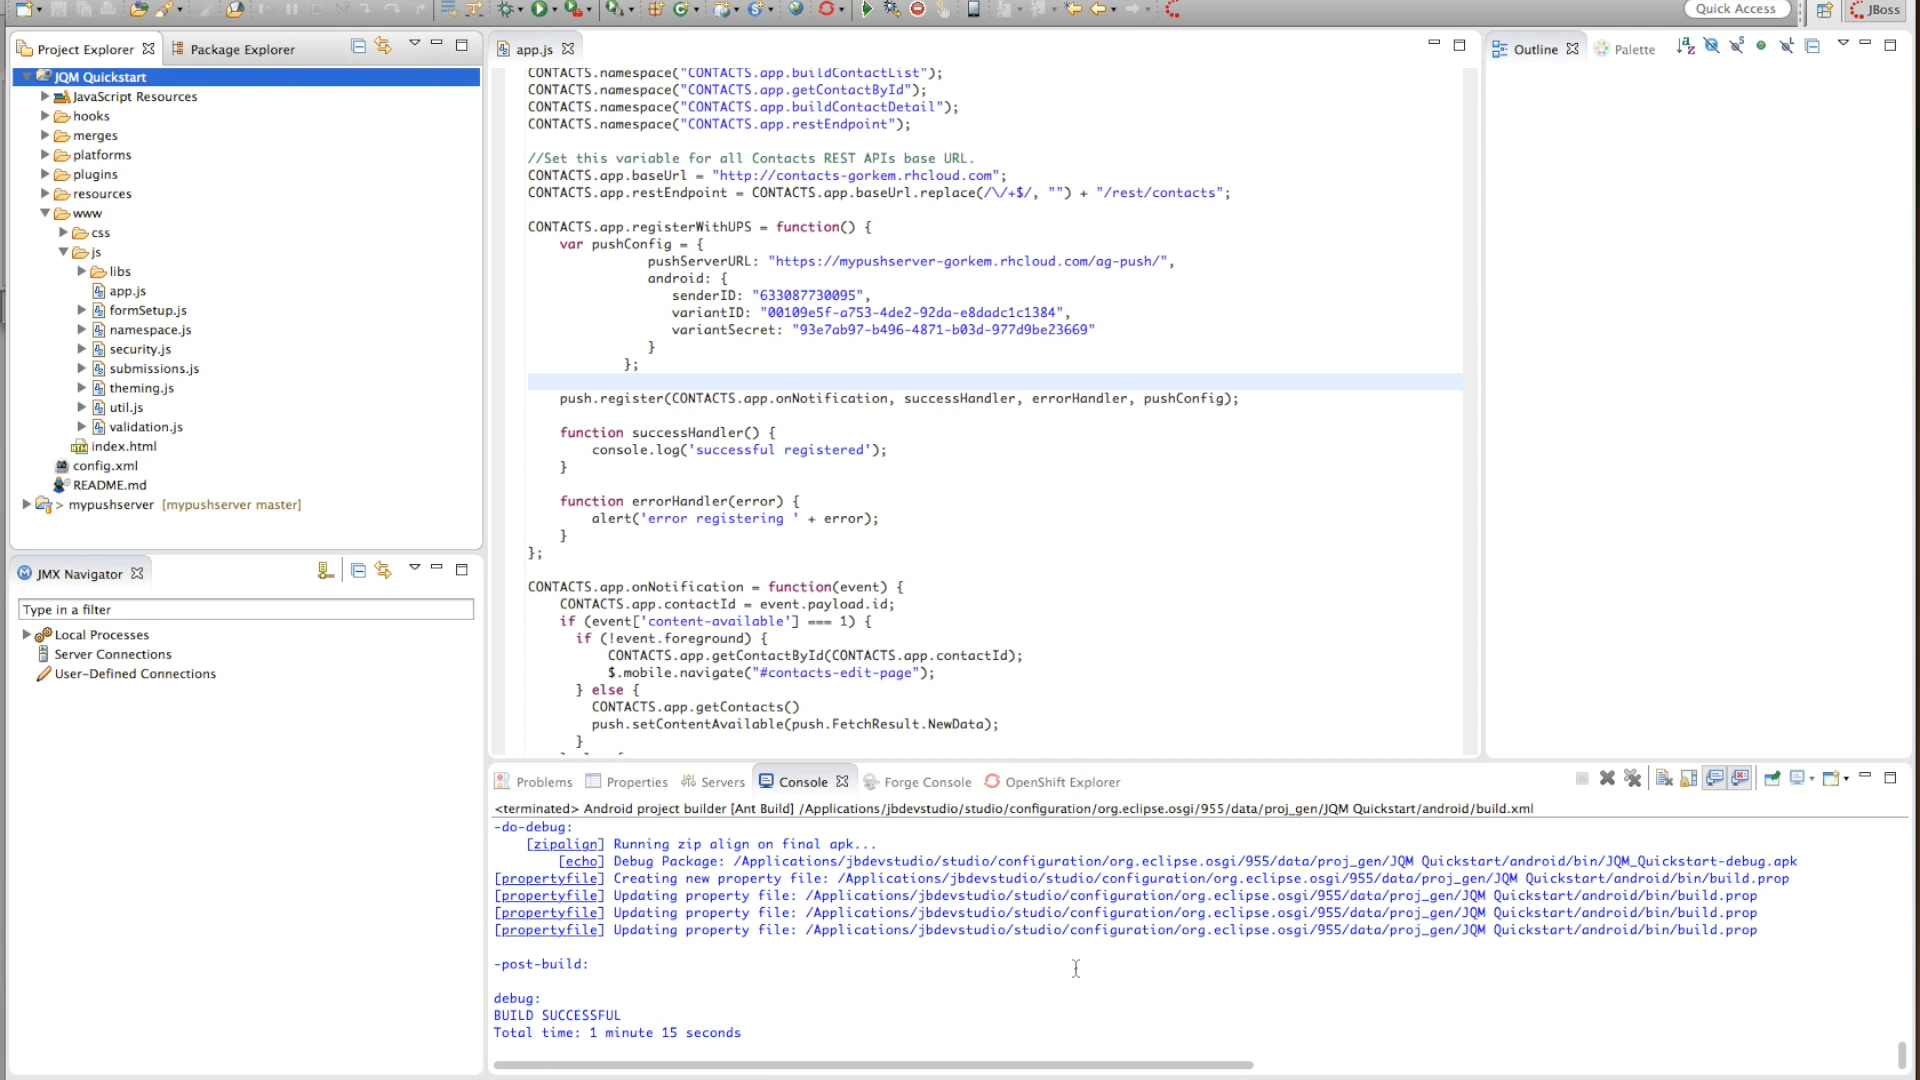 Quick Access
JBoss
Project Explorer
Package Explorer
JQM Quickstart
JavaScript Resources
hooks
merges
platforms
plugins
resources
www
css
js
libs
app.js
formSetup.js
namespace.js
security.js
submissions.js
theming.js
util.js
validation.js
index.html
config.xml
README.md
> mypushserver [mypushserver master]
JMX Navigator
Type in a filter
Local Processes
Server Connections
User-Defined Connections
app.js
CONTACTS.namespace("CONTACTS.app.buildContactList");
CONTACTS.namespace("CONTACTS.app.getContactById");
CONTACTS.namespace("CONTACTS.app.buildContactDetail");
CONTACTS.namespace("CONTACTS.app.restEndpoint");
//Set this variable for all Contacts REST APIs base URL.
CONTACTS.app.baseUrl = "http://contacts-gorkem.rhcloud.com";
CONTACTS.app.restEndpoint = CONTACTS.app.baseUrl.replace(/\/+$/, "") + "/rest/contacts";
CONTACTS.app.registerWithUPS = function() {
var pushConfig = {
pushServerURL: "https://mypushserver-gorkem.rhcloud.com/ag-push/",
android: {
senderID: "633087730095",
variantID: "00109e5f-a753-4de2-92da-e8dadc1c1384",
variantSecret: "93e7ab97-b496-4871-b03d-977d9be23669"
}
};
push.register(CONTACTS.app.onNotification, successHandler, errorHandler, pushConfig);
function successHandler() {
console.log('successful registered');
}
function errorHandler(error) {
alert('error registering ' + error);
}
};
CONTACTS.app.onNotification = function(event) {
CONTACTS.app.contactId = event.payload.id;
if (event['content-available'] === 1) {
if (!event.foreground) {
CONTACTS.app.getContactById(CONTACTS.app.contactId);
$.mobile.navigate("#contacts-edit-page");
} else {
CONTACTS.app.getContacts()
push.setContentAvailable(push.FetchResult.NewData);
}
Outline
Palette
Problems
Properties
Servers
Console
Forge Console
OpenShift Explorer
<terminated> Android project builder [Ant Build] /Applications/jbdevstudio/studio/configuration/org.eclipse.osgi/955/data/proj_gen/JQM Quickstart/android/build.xml
-do-debug:
[zipalign] Running zip align on final apk...
[echo] Debug Package: /Applications/jbdevstudio/studio/configuration/org.eclipse.osgi/955/data/proj_gen/JQM Quickstart/android/bin/JQM_Quickstart-debug.apk
[propertyfile] Creating new property file: /Applications/jbdevstudio/studio/configuration/org.eclipse.osgi/955/data/proj_gen/JQM Quickstart/android/bin/build.prop
[propertyfile] Updating property file: /Applications/jbdevstudio/studio/configuration/org.eclipse.osgi/955/data/proj_gen/JQM Quickstart/android/bin/build.prop
[propertyfile] Updating property file: /Applications/jbdevstudio/studio/configuration/org.eclipse.osgi/955/data/proj_gen/JQM Quickstart/android/bin/build.prop
[propertyfile] Updating property file: /Applications/jbdevstudio/studio/configuration/org.eclipse.osgi/955/data/proj_gen/JQM Quickstart/android/bin/build.prop
-post-build:
debug:
BUILD SUCCESSFUL
Total time: 1 minute 15 seconds